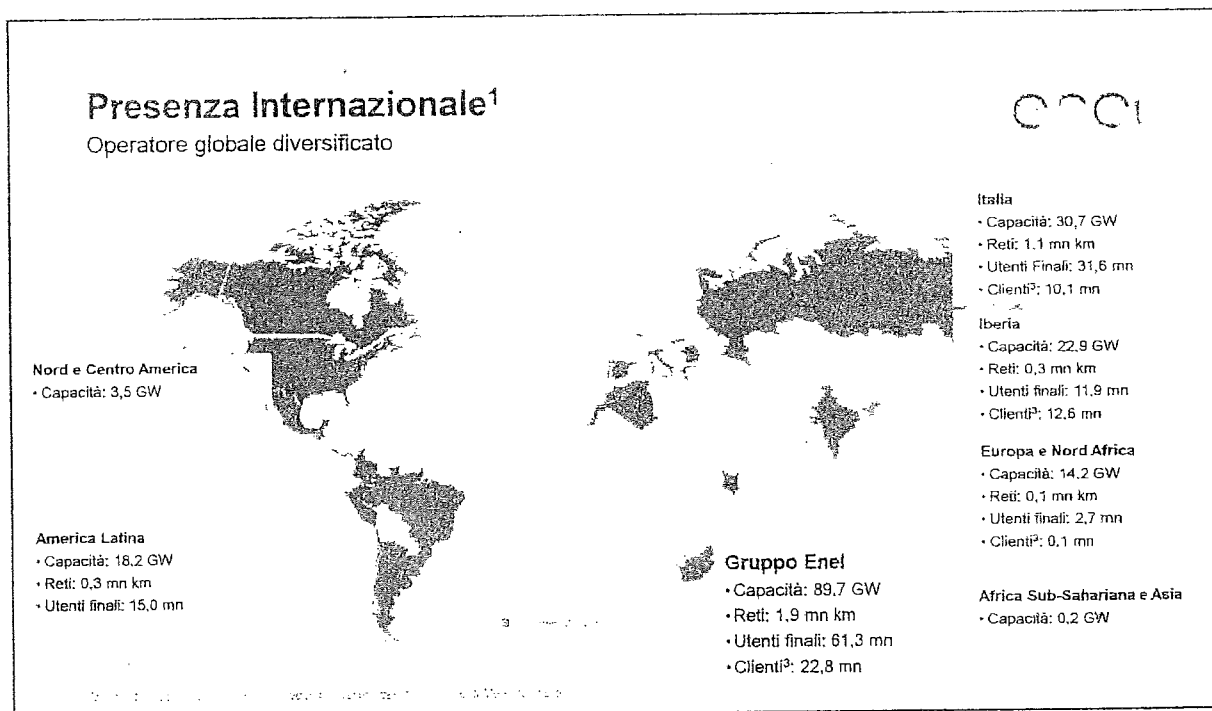 Presenza Internazionale¹
Operatore globale diversificato
Nord e Centro America
• Capacità: 3,5 GW
America Latina
• Capacità: 18,2 GW
• Reti: 0,3 mn km
• Utenti finali: 15,0 mn
Gruppo Enel
• Capacità: 89,7 GW
• Reti: 1,9 mn km
• Utenti finali: 61,3 mn
• Clienti³: 22,8 mn
Italia
• Capacità: 30,7 GW
• Reti: 1,1 mn km
• Utenti Finali: 31,6 mn
• Clienti³: 10,1 mn
Iberia
• Capacità: 22,9 GW
• Reti: 0,3 mn km
• Utenti finali: 11,9 mn
• Clienti³: 12,6 mn
Europa e Nord Africa
• Capacità: 14,2 GW
• Reti: 0,1 mn km
• Utenti finali: 2,7 mn
• Clienti³: 0,1 mn
Africa Sub-Sahariana e Asia
• Capacità: 0,2 GW